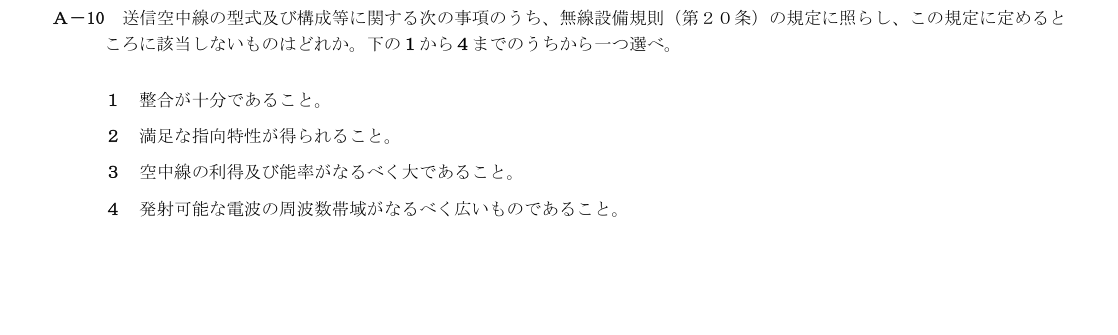 A－10　送信空中線の型式及び構成等に関する次の事項のうち、無線設備規則（第２０条）の規定に照らし、この規定に定めると
ころに該当しないものはどれか。下の1から4までのうちから一つ選べ。
1　整合が十分であること。
2　満足な指向特性が得られること。
3　空中線の利得及び能率がなるべく大であること。
4　発射可能な電波の周波数帯域がなるべく広いものであること。